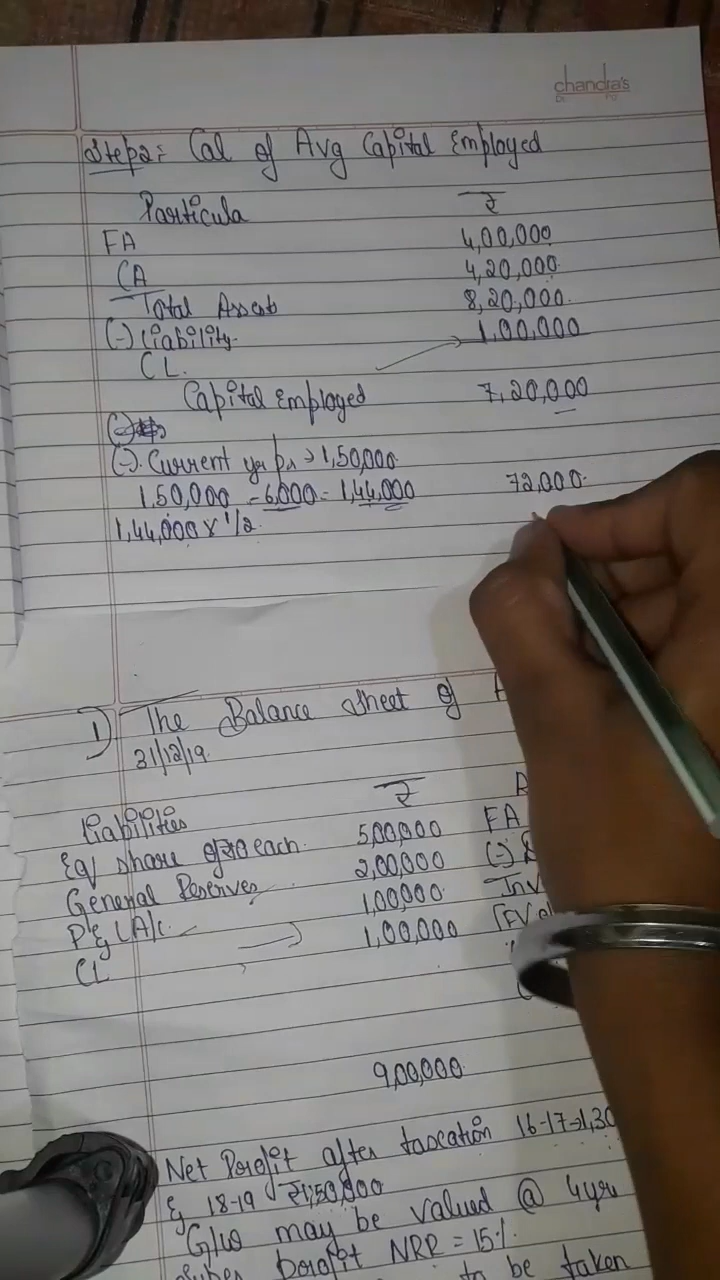 chandra's
Step2: Cal of Avg Capital Employed
Particula ₹
FA 4,00,000
CA 4,20,000
Total Assets 8,20,000
(-) Liability.
CL. 1,00,000
Capital Employed 7,20,000
(-)
(-). Current yr pr → 1,50,000
1,50,000 - 6,000 = 1,44,000 72,000
1,44,000 x 1/2
1) The Balance Sheet of
31/12/19.
Liabilities ₹
Eq share each. 5,00,000 FA
General Reserves 2,00,000 (-)
P&L A/c. 1,00,000 Inv
CL 1,00,000 [FV
9,00,000
Net Profit after taxation 16-17→1,30
& 18-19 ₹1,50,000
G/w may be valued @ 4yrs
Super profit NRR = 15%.
to be taken